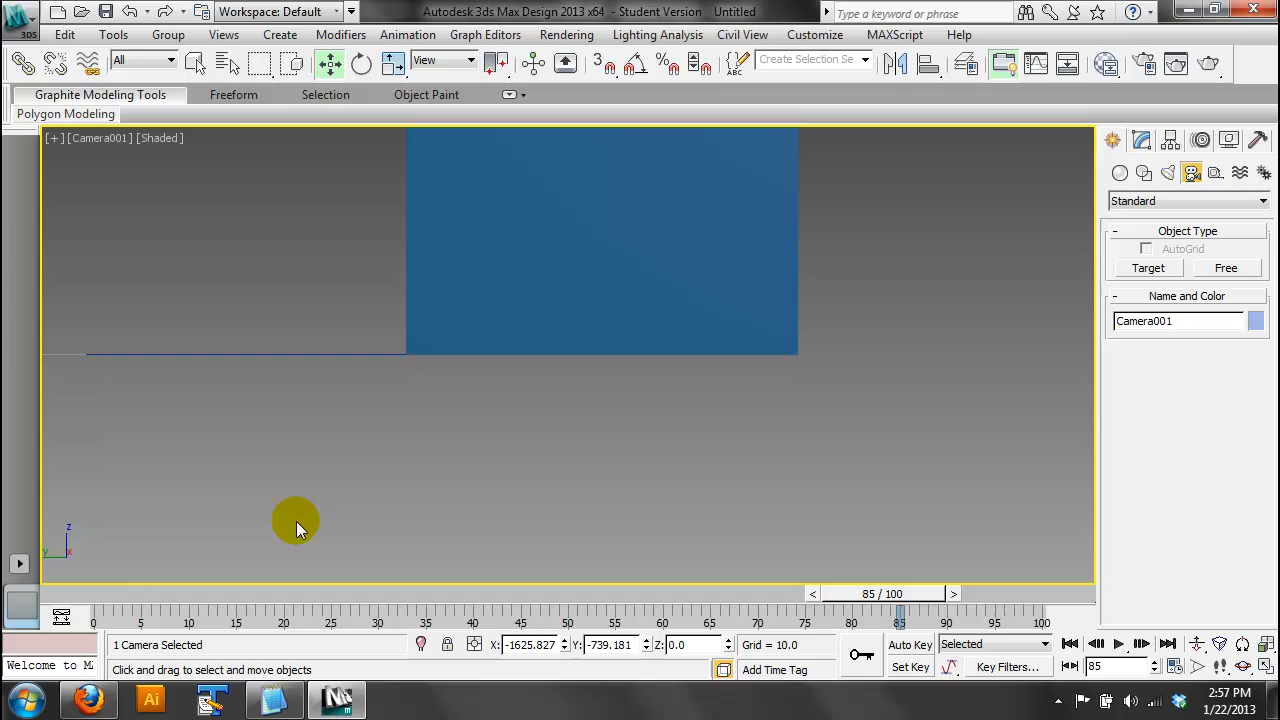 Workspace: Default
Autodesk 3ds Max Design 2013 x64 - Student Version Untitled
Type a keyword or phrase
3DS
Edit Tools Group Views Create Modifiers Animation Graph Editors Rendering Lighting Analysis Civil View Customize MAXScript Help
All
View
3
Create Selection Se
Graphite Modeling Tools Freeform Selection Object Paint
Polygon Modeling
[+] [Camera001] [Shaded]
Standard
- Object Type
AutoGrid
Target Free
- Name and Color
Camera001
z
y x
< 85 / 100 >
0 5 10 15 20 25 30 35 40 45 50 55 60 65 70 75 80 85 90 95 100
1 Camera Selected
X: -1625.827 Y: -739.181 Z: 0.0
Grid = 10.0
Auto Key Selected
Welcome to M
Click and drag to select and move objects
Add Time Tag
Set Key Key Filters... 85
Ai
2:57 PM
1/22/2013